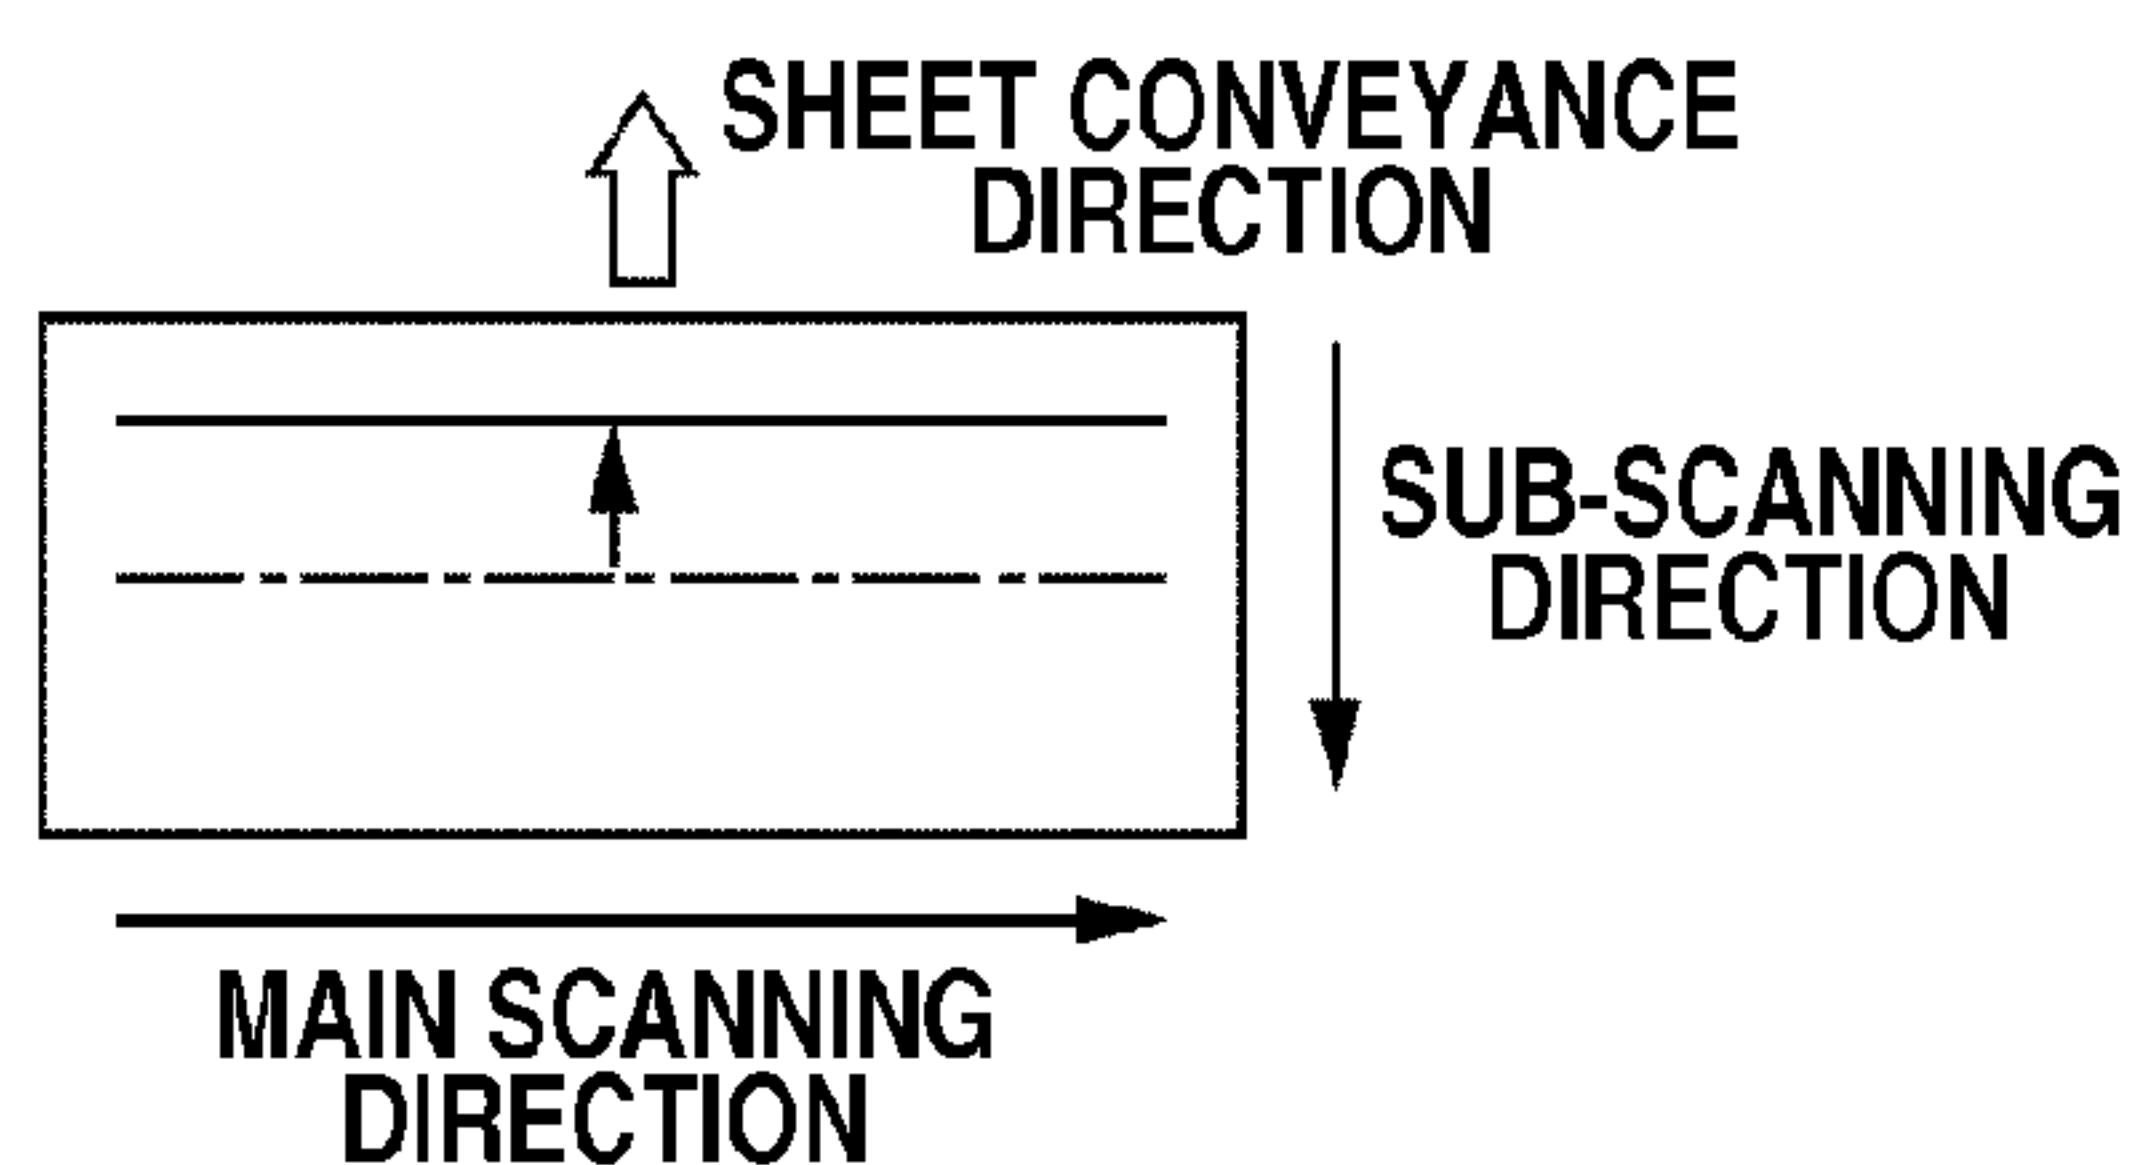 SHEET CONVEYANCE
DIRECTION
SUB-SCANNING
DIRECTION
MAIN SCANNING
DIRECTION